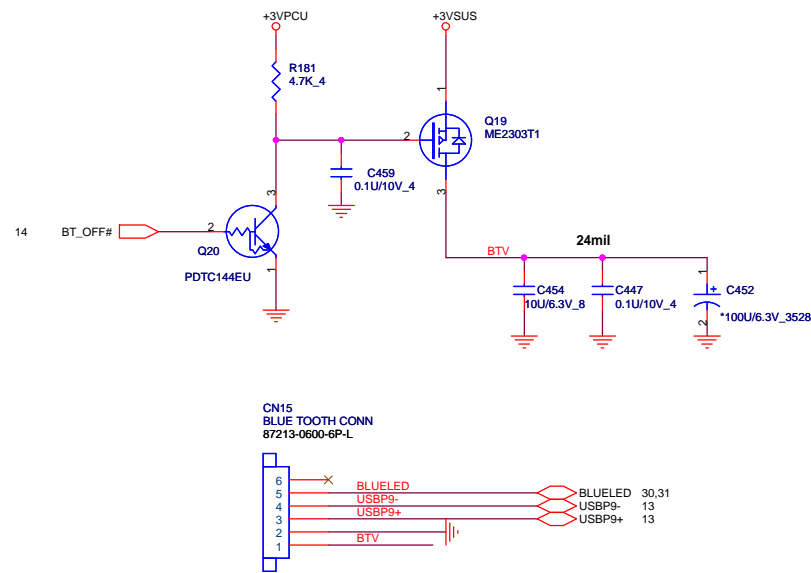 +3VPCU
+3VSUS
R181
4.7K_4
1
Q19
ME2303T1
2
C459
0.1U/10V_4
3
3
14 BT_OFF# 2
Q20
1
PDTC144EU
BTV
24mil
C454
10U/6.3V_8
C447
0.1U/10V_4
1
+
C452
2
*100U/6.3V_3528
CN15
BLUE TOOTH CONN
87213-0600-6P-L
6
5 BLUELED BLUELED 30,31
4 USBP9- USBP9- 13
3 USBP9+ USBP9+ 13
2
1 BTV